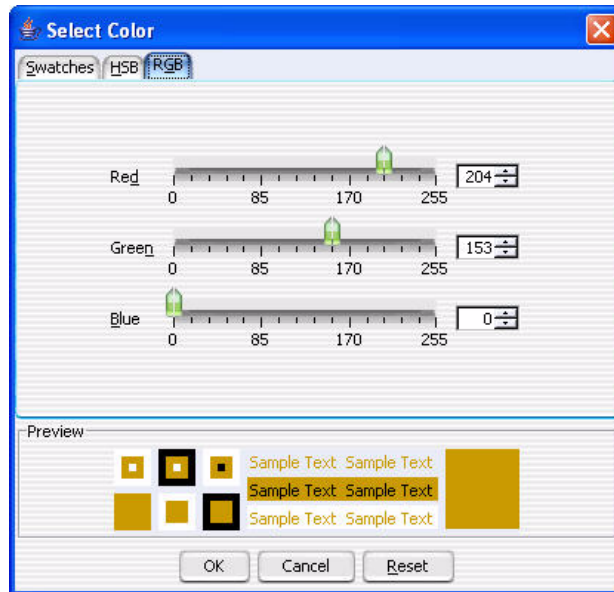 Select Color
Swatches HSB RGB
Red 204
0 85 170 255
Green 153
0 85 170 255
Blue 0
0 85 170 255
Preview
Sample Text Sample Text
Sample Text Sample Text
Sample Text Sample Text
OK Cancel Reset